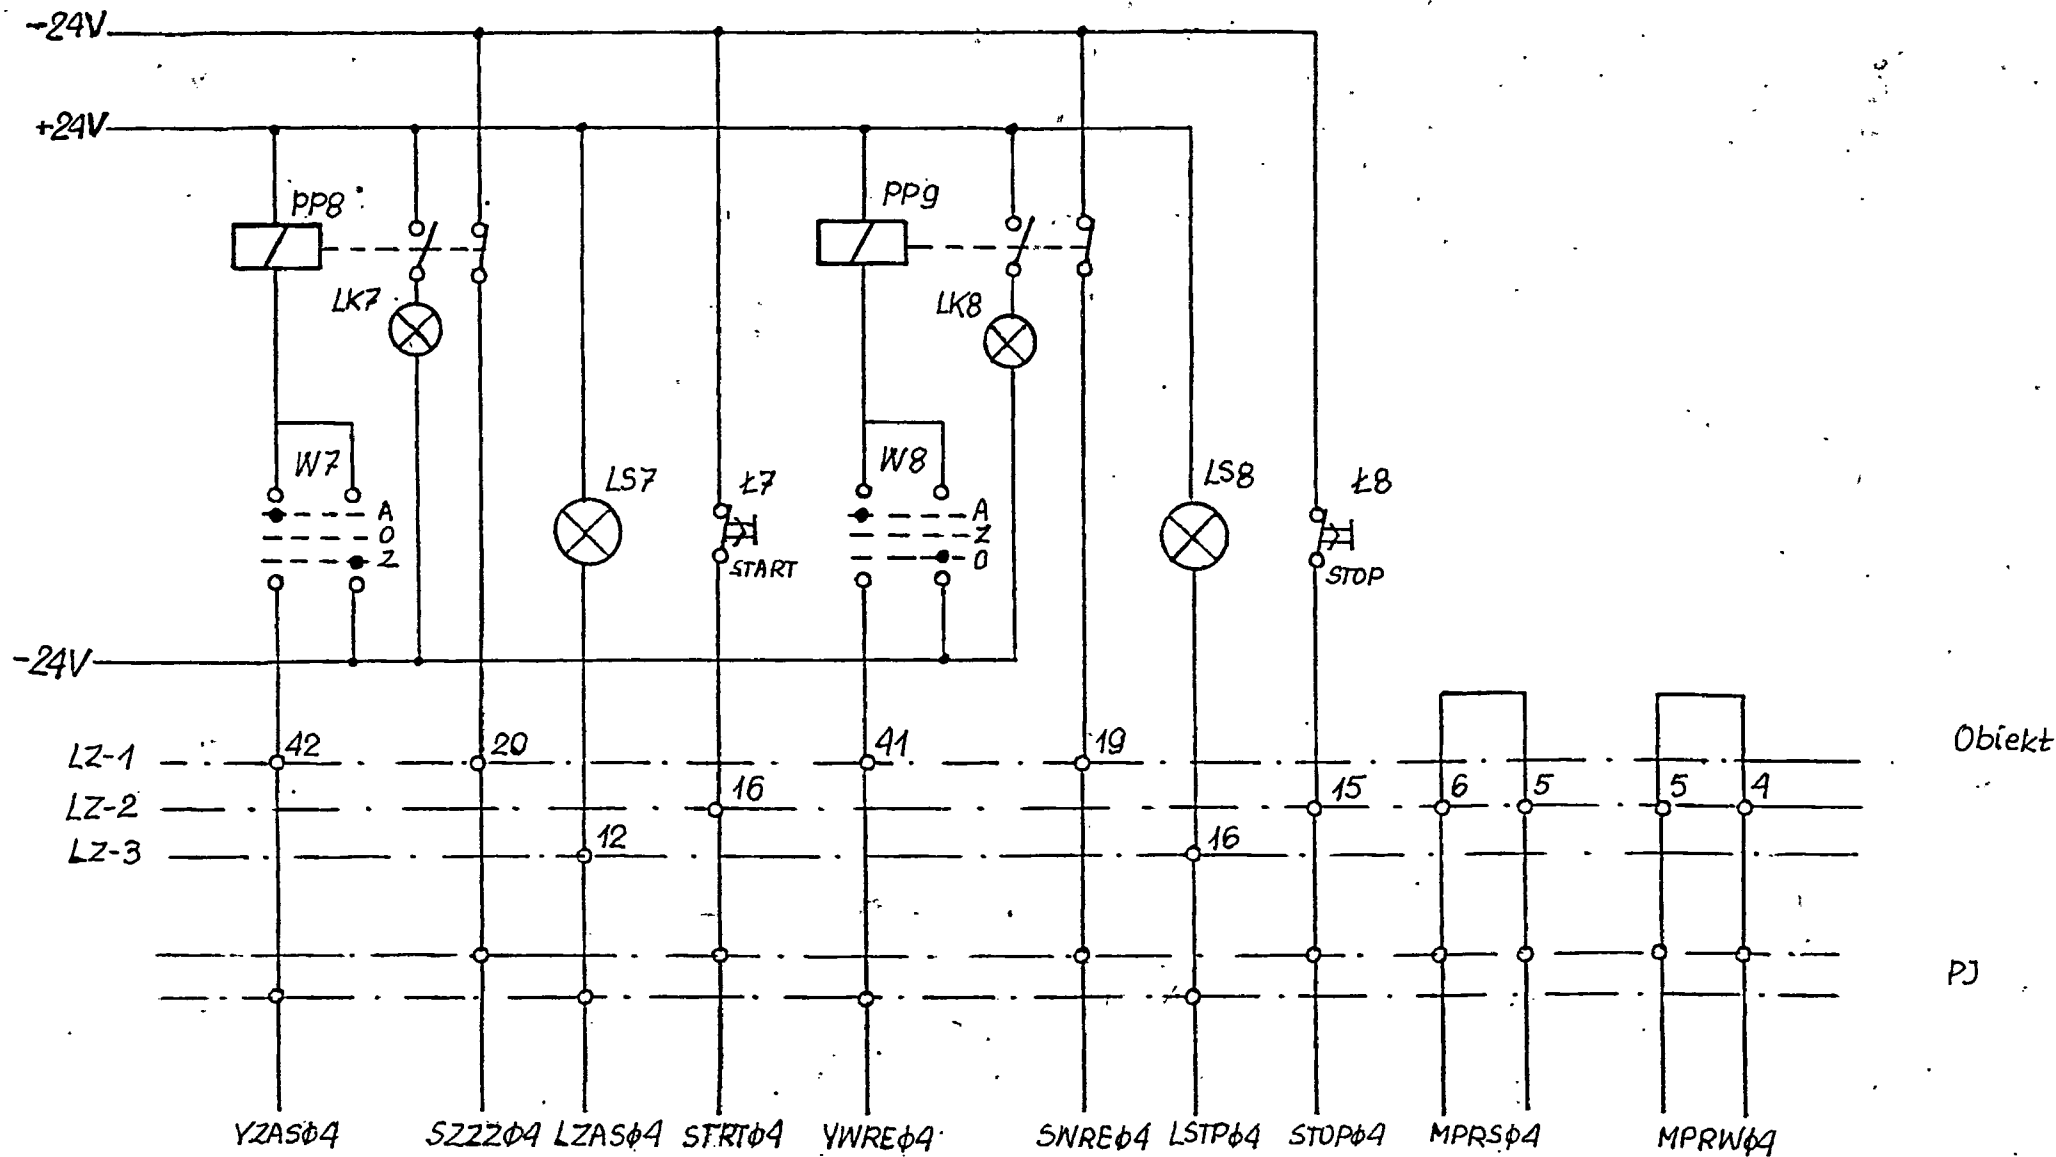 -24V
+24V
PP8
PP9
LK7
LK8
W7
LS7
Ł7
W8
LS8
Ł8
A
O
Z
A
Z
O
START
STOP
-24V
LZ-1 42 20 41 19 Obiekt
LZ-2 16 15 6 5 5 4
LZ-3 12 16
PJ
YZASφ4 SZZZφ4 LZASφ4 STRTφ4 YWREφ4 SWREφ4 LSTPφ4 STOPφ4 MPRSφ4 MPRWφ4